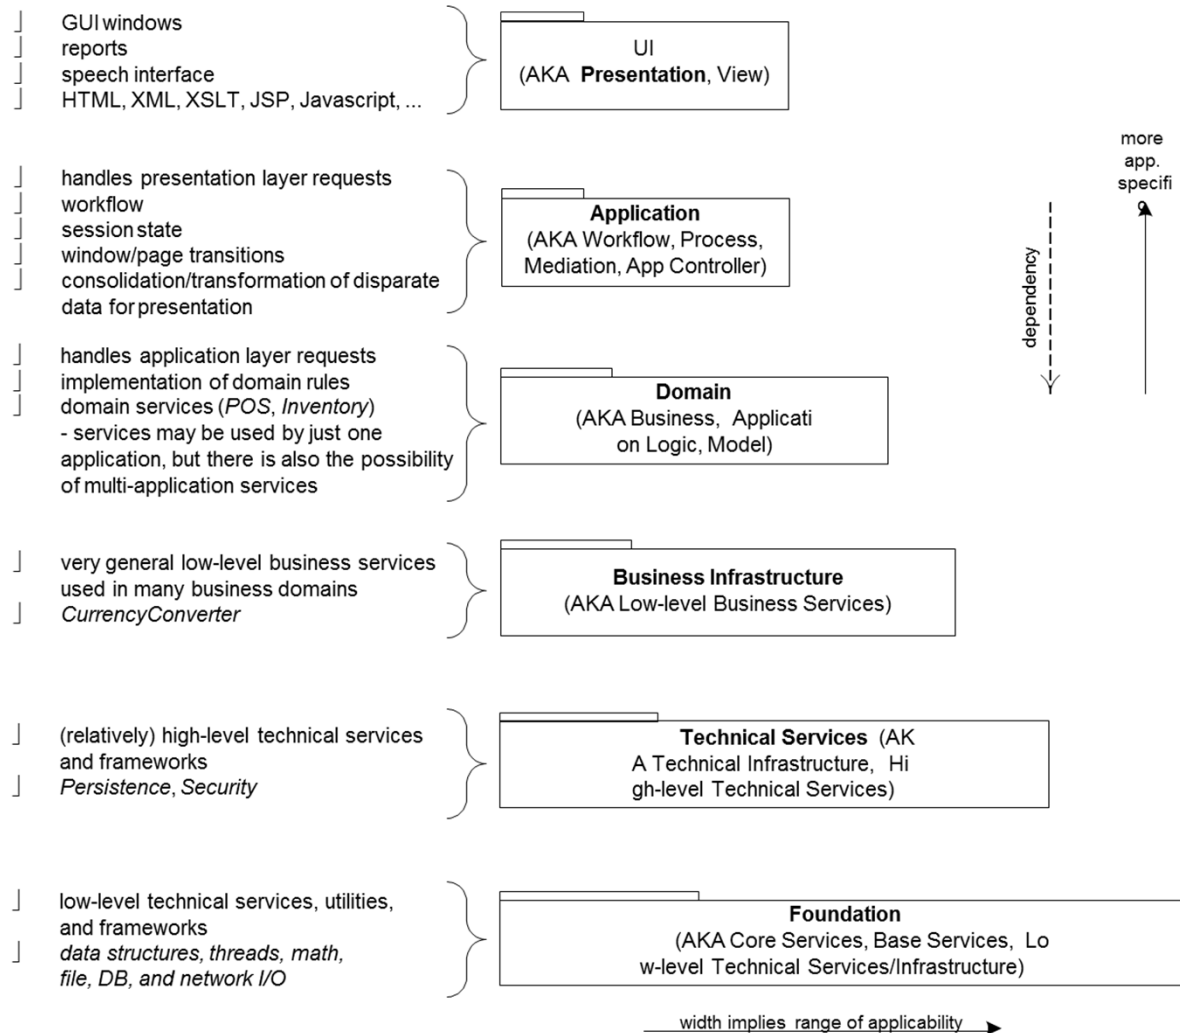 GUI windows
reports
speech interface
HTML, XML, XSLT, JSP, Javascript, ...
UI
(AKA Presentation, View)
handles presentation layer requests
workflow
session state
window/page transitions
consolidation/transformation of disparate
data for presentation
Application
(AKA Workflow, Process,
Mediation, App Controller)
more
app.
specifi
c
dependency
handles application layer requests
implementation of domain rules
domain services (POS, Inventory)
- services may be used by just one
application, but there is also the possibility
of multi-application services
Domain
(AKA Business, Applicati
on Logic, Model)
very general low-level business services
used in many business domains
CurrencyConverter
Business Infrastructure
(AKA Low-level Business Services)
(relatively) high-level technical services
and frameworks
Persistence, Security
Technical Services (AK
A Technical Infrastructure, Hi
gh-level Technical Services)
low-level technical services, utilities,
and frameworks
data structures, threads, math,
file, DB, and network I/O
Foundation
(AKA Core Services, Base Services, Lo
w-level Technical Services/Infrastructure)
width implies range of applicability